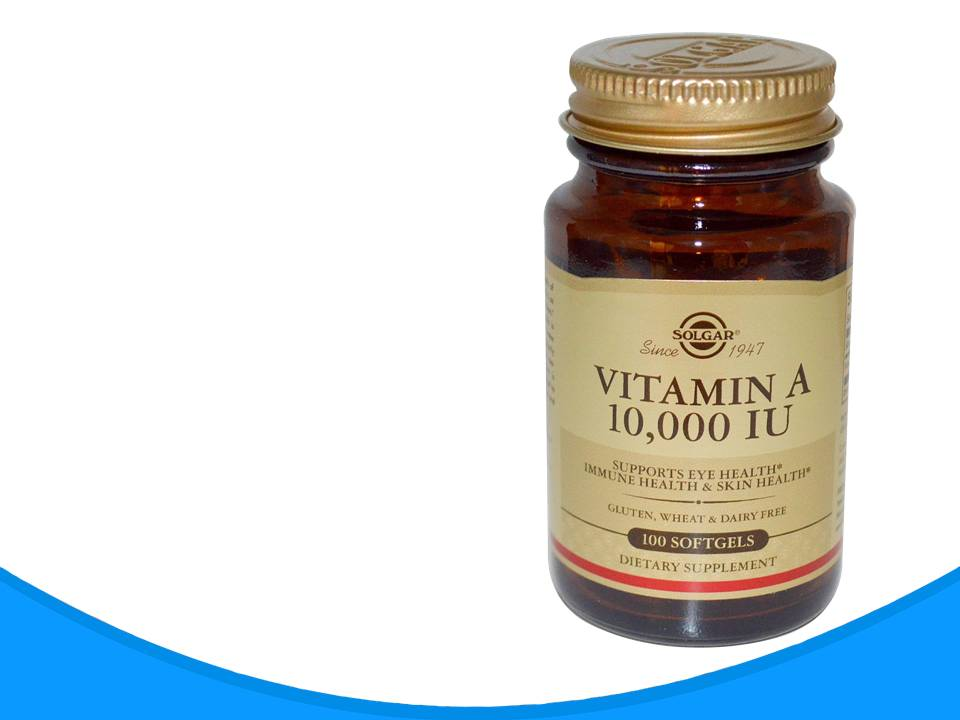 SOLGAR
SOLGAR®
Since 1947
VITAMIN A
10,000 IU
SUPPORTS EYE HEALTH*
IMMUNE HEALTH & SKIN HEALTH*
GLUTEN, WHEAT & DAIRY FREE
100 SOFTGELS
DIETARY SUPPLEMENT